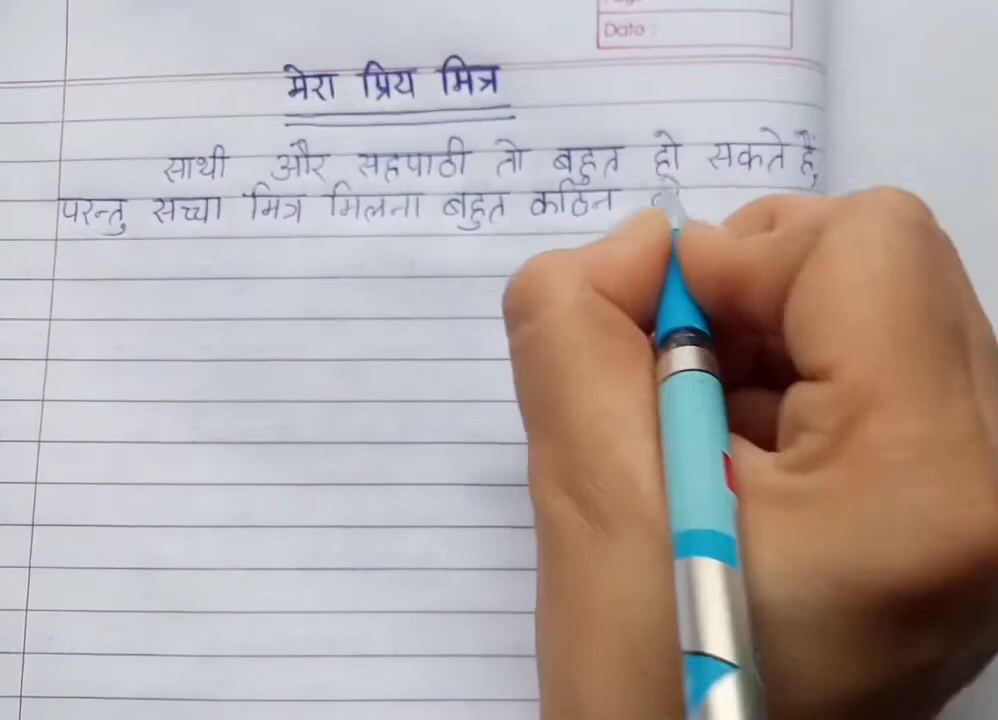 Date :
मेरा प्रिय मित्र
साथी और सहपाठी तो बहुत हो सकते हैं,
परन्तु सच्चा मित्र मिलना बहुत कठिन